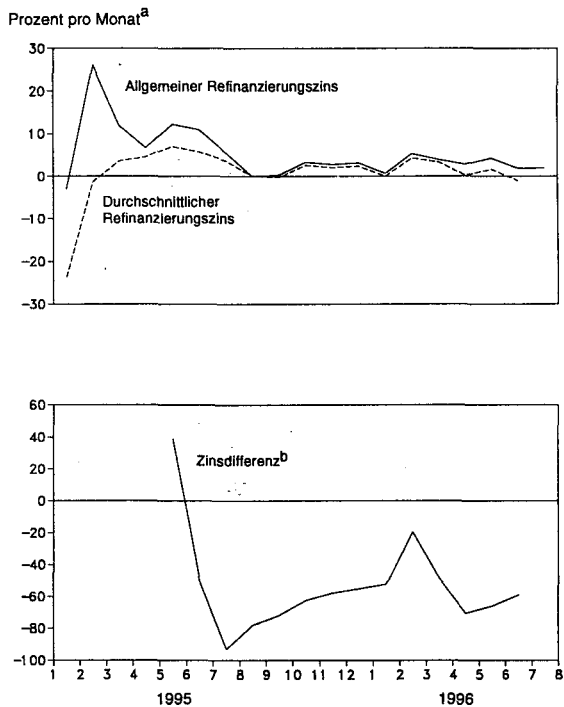 Prozent pro Monatᵃ
30
20
10
0
−10
−20
−30
Allgemeiner Refinanzierungszins
Durchschnittlicher
Refinanzierungszins
60
40
20
0
−20
−40
−60
−80
−100
Zinsdifferenzᵇ
1 2 3 4 5 6 7 8 9 10 11 12 1 2 3 4 5 6 7 8
1995 1996